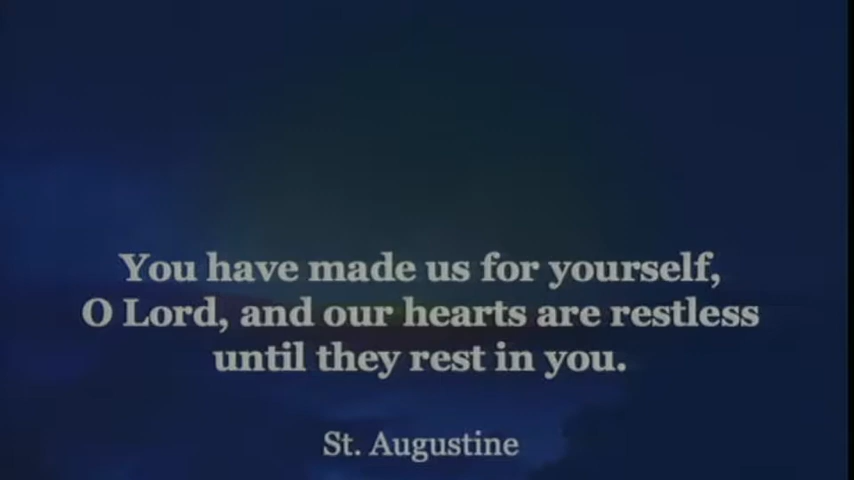 You have made us for yourself,
O Lord, and our hearts are restless
until they rest in you.
St. Augustine